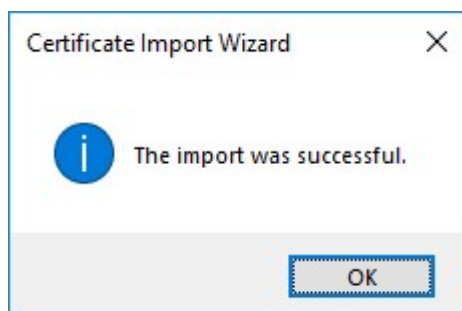 Certificate Import Wizard
The import was successful.
OK